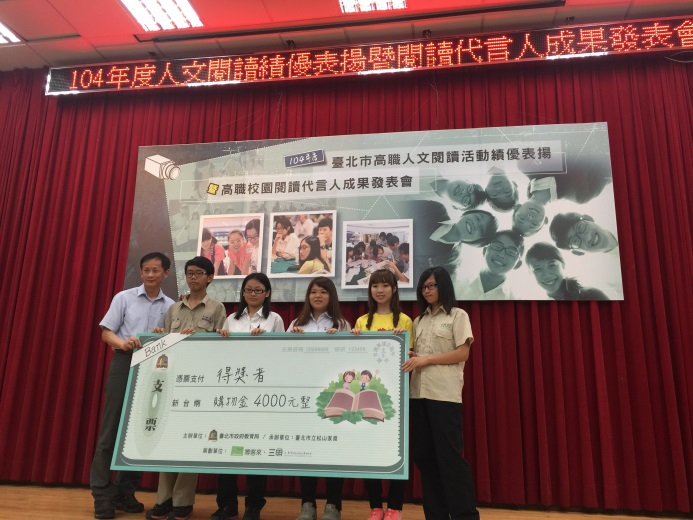 104年度人文閱讀績優表揚暨閱讀代言人成果發表會
104年度
臺北市高職人文閱讀活動績優表揚
暨 高職校園閱讀代言人成果發表會
Bank
支票
憑票支付 得獎者
新台幣 購物金4000元整
主辦單位: 臺北市政府教育局 / 承辦單位: 臺北市立松山家商